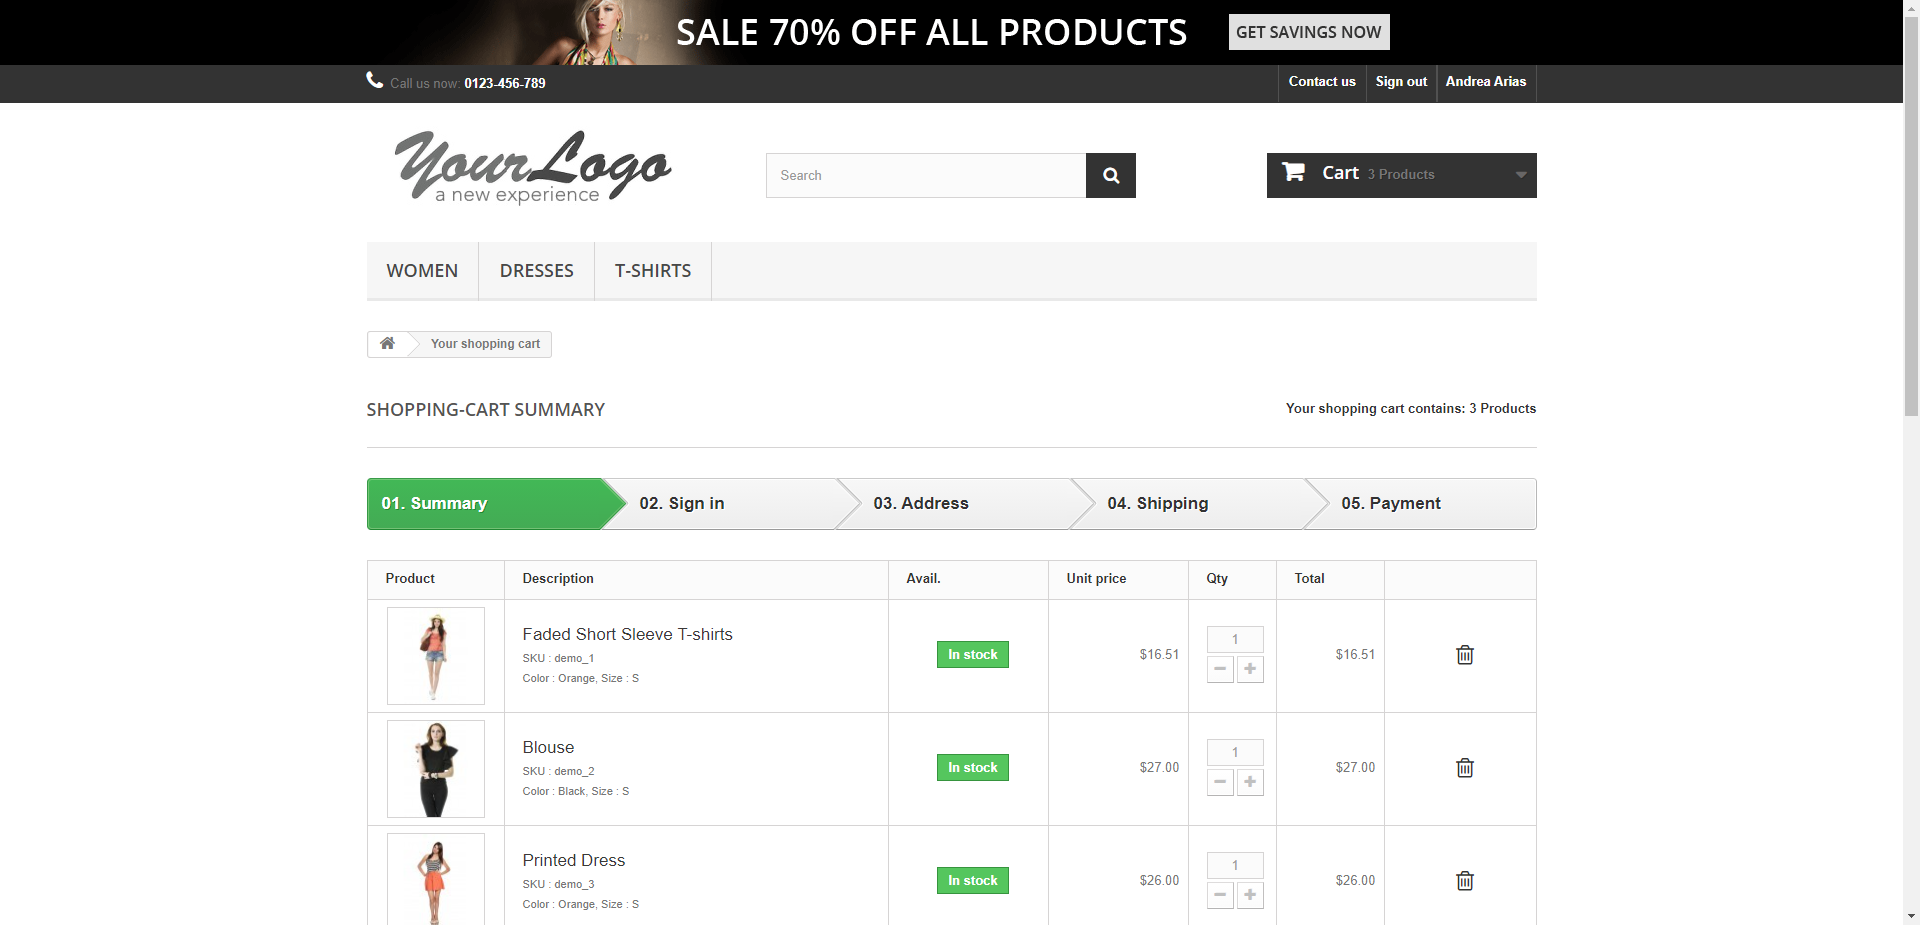 SALE 70% OFF ALL PRODUCTS GET SAVINGS NOW
Call us now: 0123-456-789 Contact us Sign out Andrea Arias
YourLogo
a new experience
Search
Cart 3 Products
WOMEN DRESSES T-SHIRTS
Your shopping cart
SHOPPING-CART SUMMARY Your shopping cart contains: 3 Products
01. Summary 02. Sign in 03. Address 04. Shipping 05. Payment
Product Description Avail. Unit price Qty Total
Faded Short Sleeve T-shirts
SKU : demo_1
Color : Orange, Size : S
In stock $16.51 1 $16.51
Blouse
SKU : demo_2
Color : Black, Size : S
In stock $27.00 1 $27.00
Printed Dress
SKU : demo_3
Color : Orange, Size : S
In stock $26.00 1 $26.00